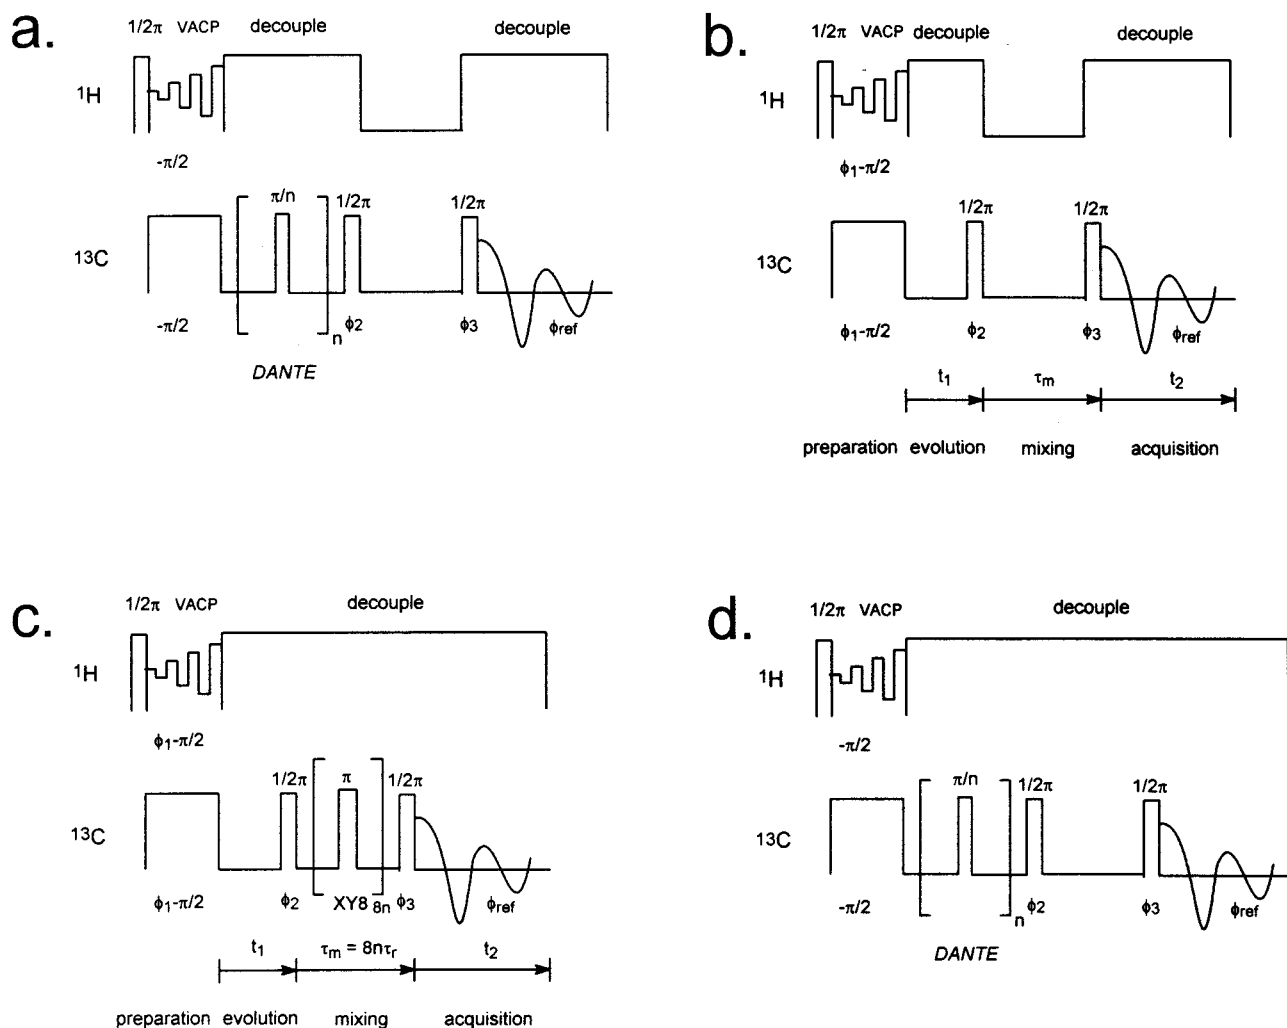 a.
1/2π VACP decouple decouple
¹H
-π/2
π/n 1/2π 1/2π
¹³C
-π/2 n ϕ2 ϕ3 ϕref
DANTE
b.
1/2π VACP decouple decouple
¹H
ϕ1-π/2
1/2π 1/2π
¹³C
ϕ1-π/2 ϕ2 ϕ3 ϕref
t1 τm t2
preparation evolution mixing acquisition
c.
1/2π VACP decouple
¹H
ϕ1-π/2
1/2π π 1/2π
¹³C
ϕ1-π/2 ϕ2 XY8 8n ϕ3 ϕref
t1 τm = 8nτr t2
preparation evolution mixing acquisition
d.
1/2π VACP decouple
¹H
-π/2
π/n 1/2π 1/2π
¹³C
-π/2 n ϕ2 ϕ3 ϕref
DANTE